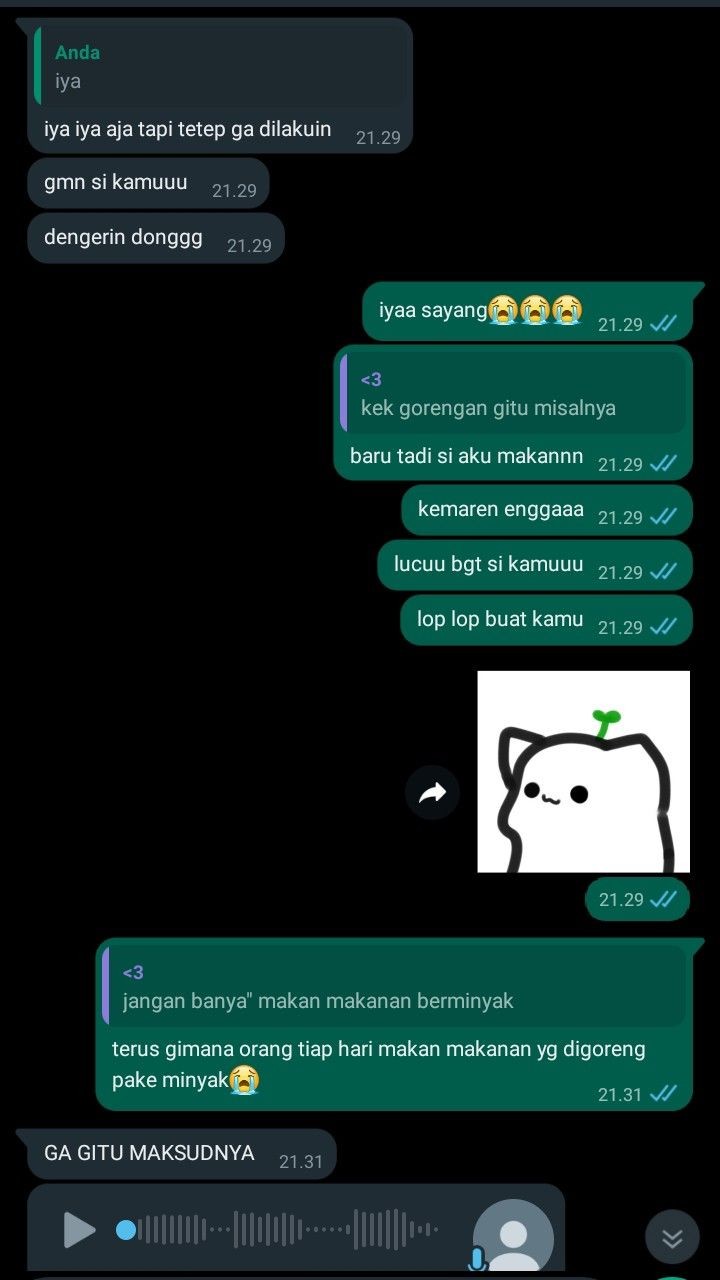 Anda
iya
iya iya aja tapi tetep ga dilakuin 21.29
gmn si kamuuu 21.29
dengerin donggg 21.29
iyaa sayang😭😭😭 21.29
<3
kek gorengan gitu misalnya
baru tadi si aku makannn 21.29
kemaren enggaaa 21.29
lucuu bgt si kamuuu 21.29
lop lop buat kamu 21.29
21.29
<3
jangan banya" makan makanan berminyak
terus gimana orang tiap hari makan makanan yg digoreng
pake minyak😭 21.31
GA GITU MAKSUDNYA 21.31